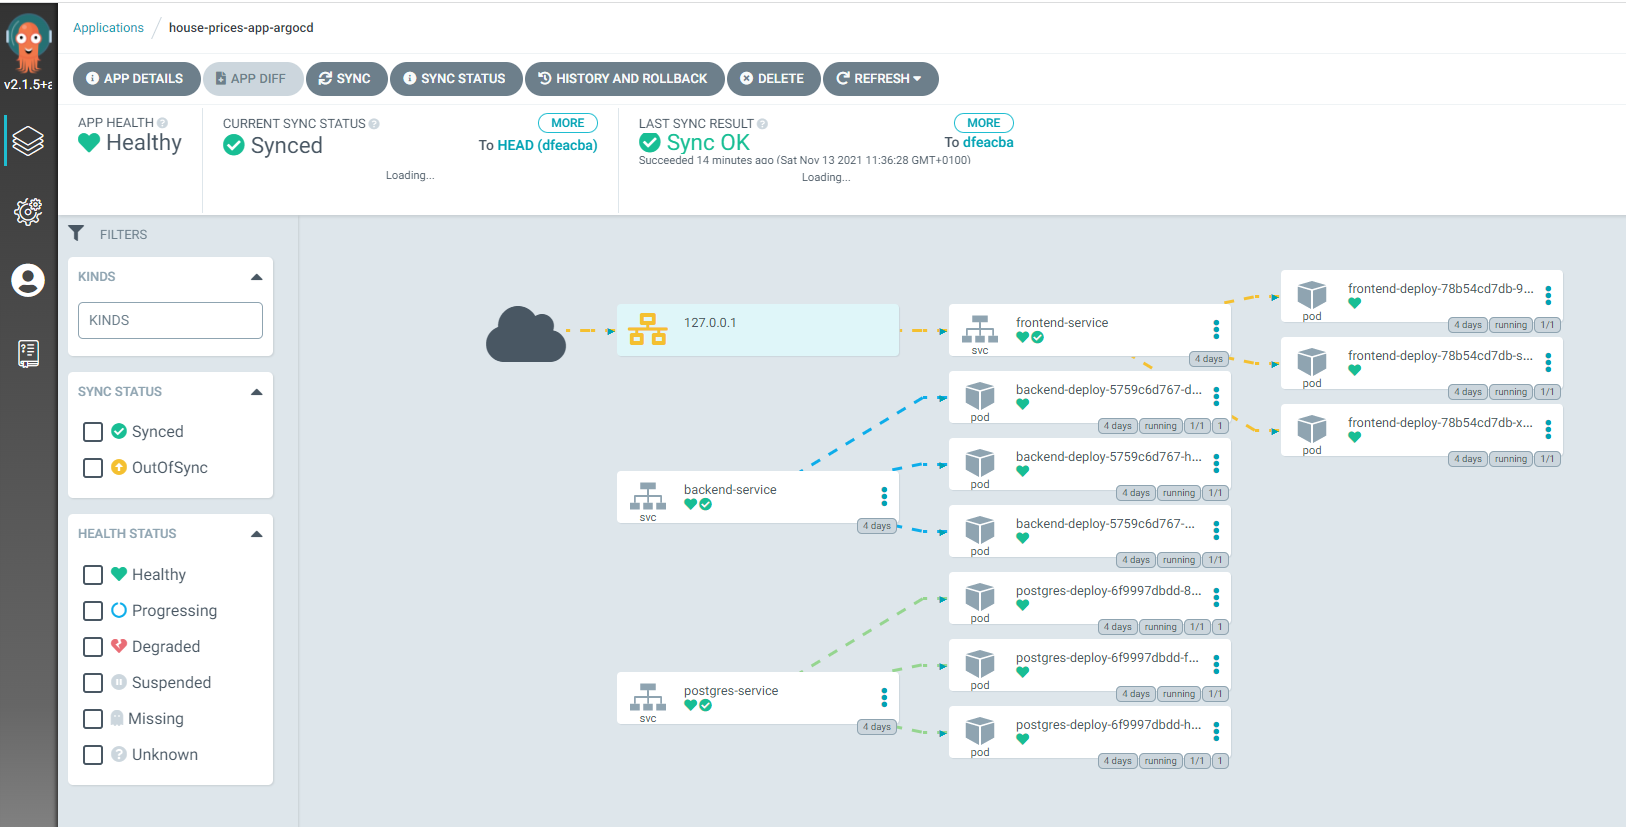 Applications
house-prices-app-argocd
v2.1.5+a
APP DETAILS
APP DIFF
SYNC
SYNC STATUS
HISTORY AND ROLLBACK
DELETE
REFRESH
APP HEALTH
Healthy
CURRENT SYNC STATUS
MORE
Synced
To HEAD (dfeacba)
Loading...
LAST SYNC RESULT
MORE
Sync OK
To dfeacba
Succeeded 14 minutes ago (Sat Nov 13 2021 11:36:28 GMT+0100)
Loading...
FILTERS
KINDS
KINDS
SYNC STATUS
Synced
OutOfSync
HEALTH STATUS
Healthy
Progressing
Degraded
Suspended
Missing
Unknown
127.0.0.1
frontend-service
svc
4 days
frontend-deploy-78b54cd7db-9...
pod
4 days running 1/1
frontend-deploy-78b54cd7db-s...
pod
4 days running 1/1
frontend-deploy-78b54cd7db-x...
pod
4 days running 1/1
backend-service
svc
4 days
backend-deploy-5759c6d767-d...
pod
4 days running 1/1 1
backend-deploy-5759c6d767-h...
pod
4 days running 1/1
backend-deploy-5759c6d767-...
pod
4 days running 1/1
postgres-service
svc
4 days
postgres-deploy-6f9997dbdd-8...
pod
4 days running 1/1 1
postgres-deploy-6f9997dbdd-f...
pod
4 days running 1/1
postgres-deploy-6f9997dbdd-h...
pod
4 days running 1/1 1